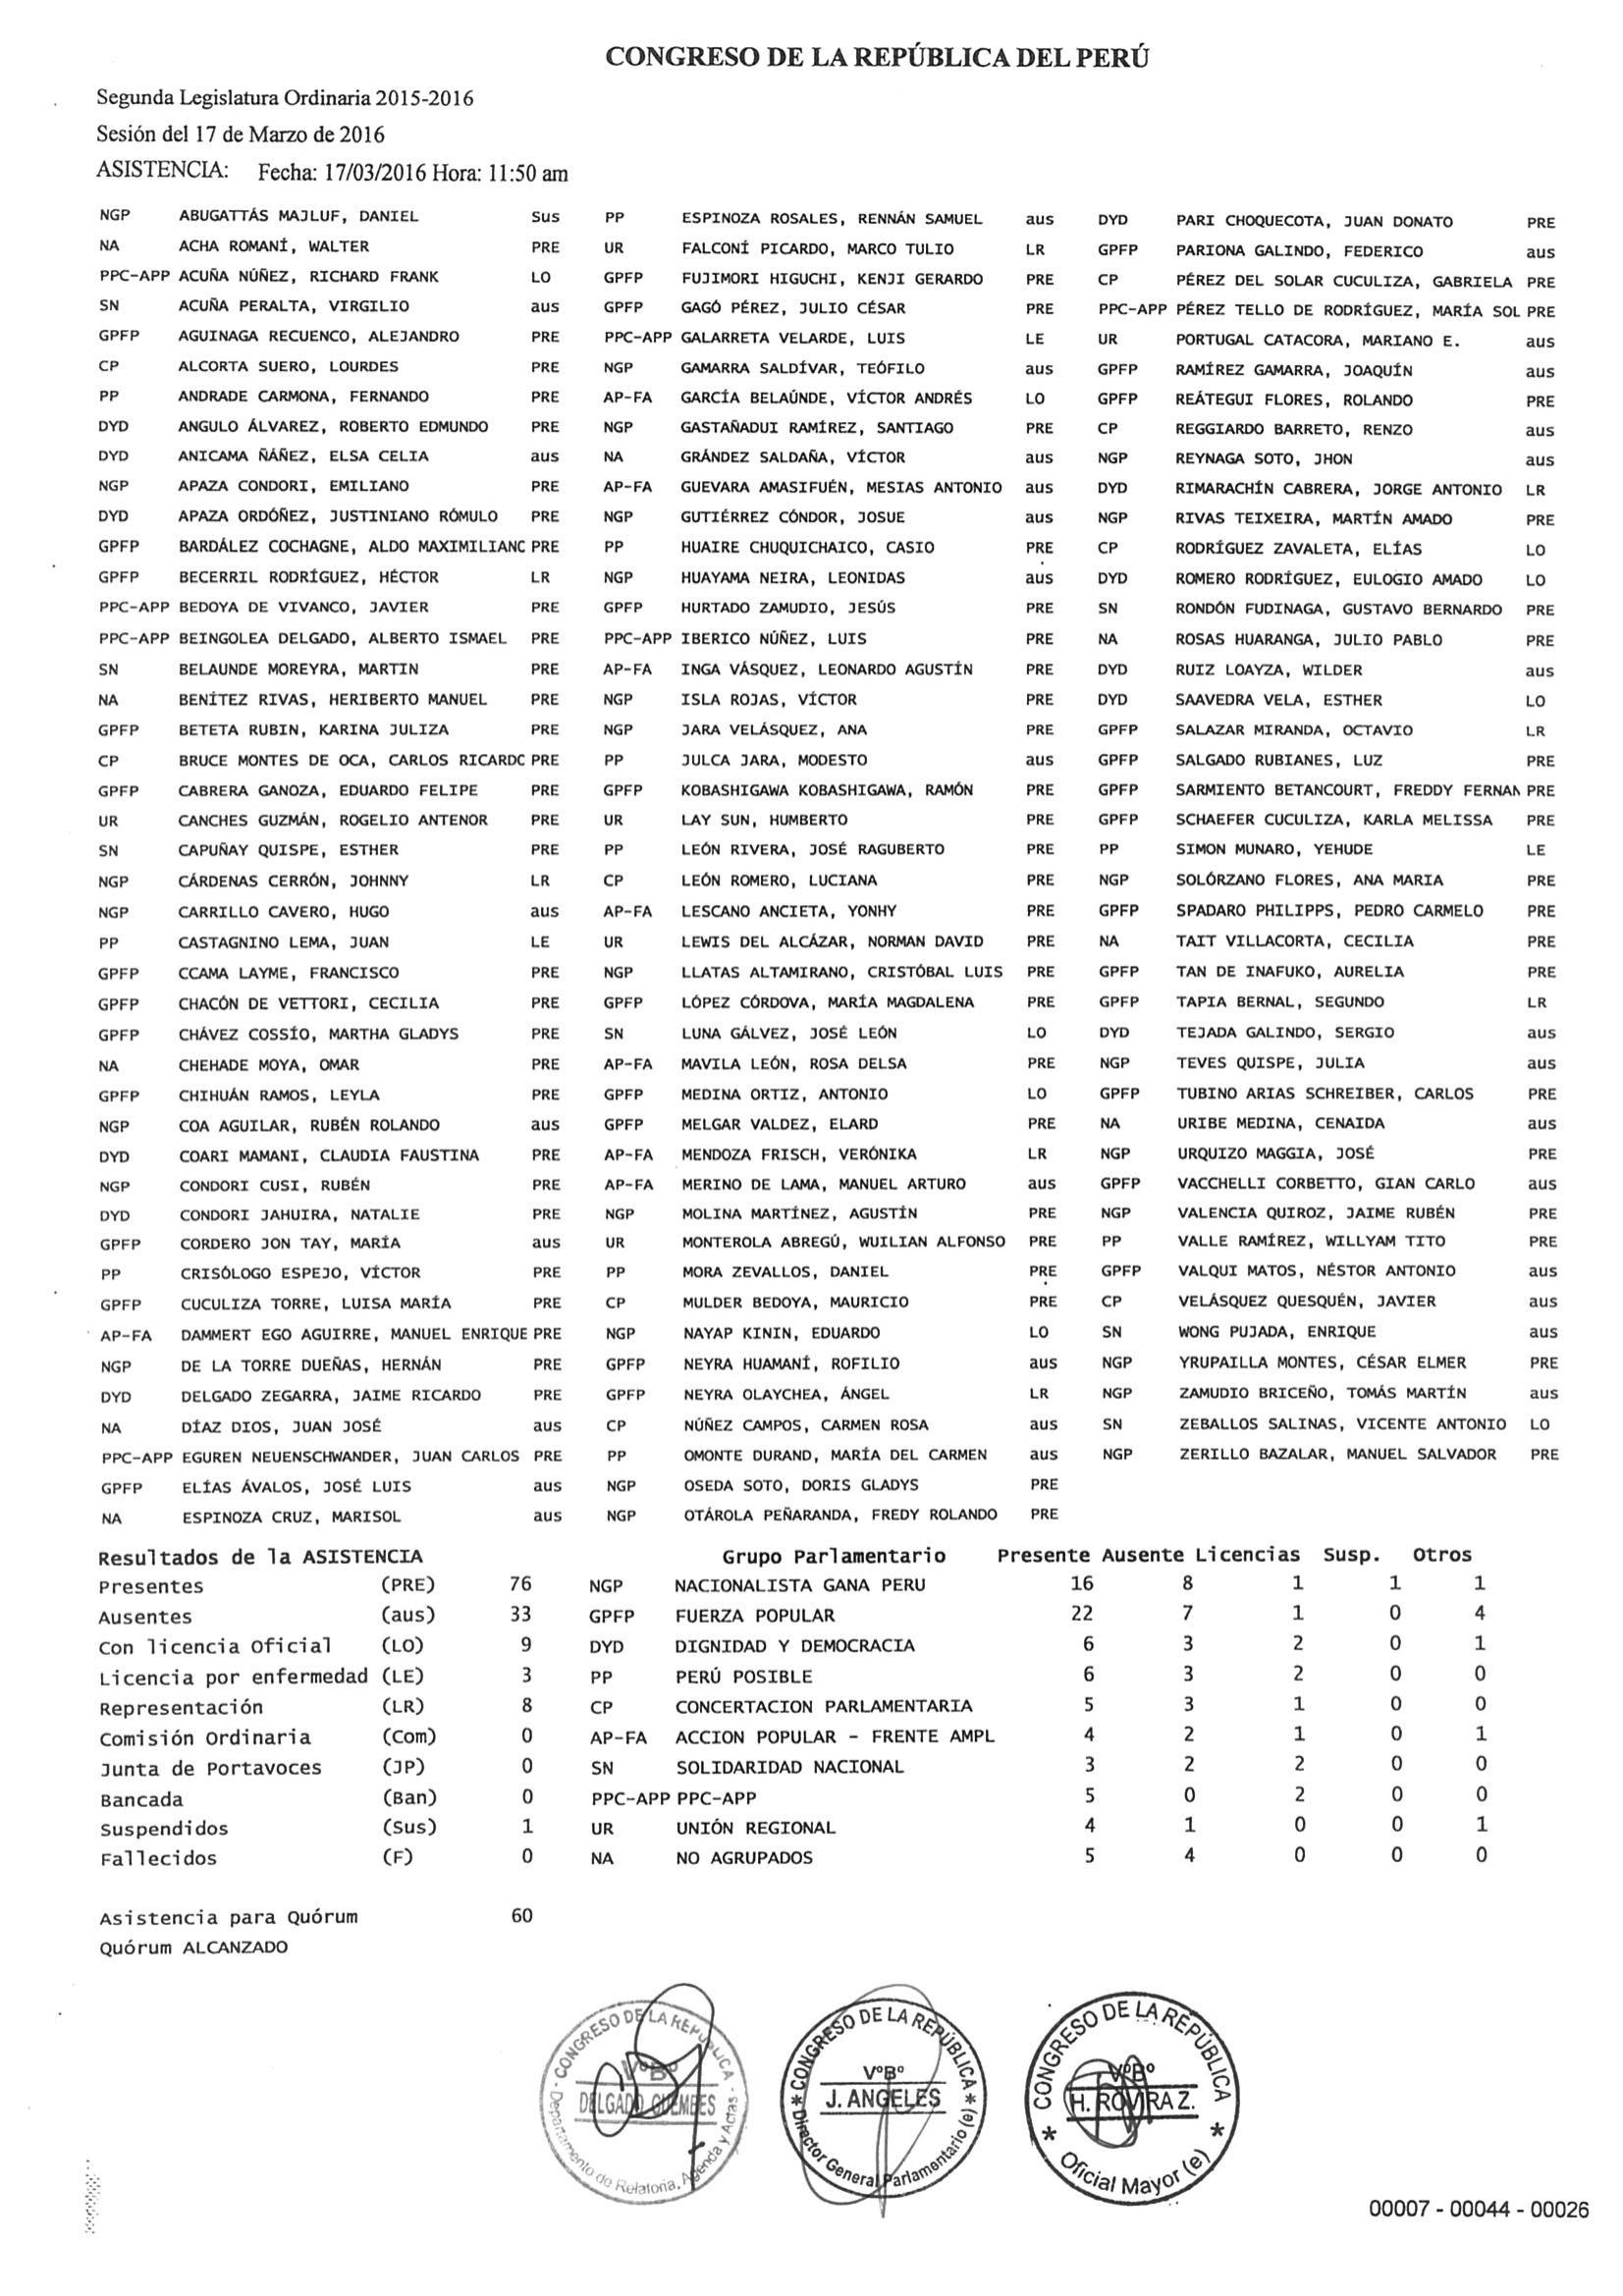 CONGRESO DE LA REPÚBLICA DEL PERÚ
Segunda Legislatura Ordinaria 2015-2016
Sesión del 17 de Marzo de 2016
ASISTENCIA: Fecha: 17/03/2016 Hora: 11:50 am
NGP ABUGATTÁS MAJLUF, DANIEL Sus PP ESPINOZA ROSALES, RENNÁN SAMUEL aus DYD PARI CHOQUECOTA, JUAN DONATO PRE
NA ACHA ROMANÍ, WALTER PRE UR FALCONÍ PICARDO, MARCO TULIO LR GPFP PARIONA GALINDO, FEDERICO aus
PPC-APP ACUÑA NÚÑEZ, RICHARD FRANK LO GPFP FUJIMORI HIGUCHI, KENJI GERARDO PRE CP PÉREZ DEL SOLAR CUCULIZA, GABRIELA PRE
SN ACUÑA PERALTA, VIRGILIO aus GPFP GAGÓ PÉREZ, JULIO CÉSAR PRE PPC-APP PÉREZ TELLO DE RODRÍGUEZ, MARÍA SOL PRE
GPFP AGUINAGA RECUENCO, ALEJANDRO PRE PPC-APP GALARRETA VELARDE, LUIS LE UR PORTUGAL CATACORA, MARIANO E. aus
CP ALCORTA SUERO, LOURDES PRE NGP GAMARRA SALDÍVAR, TEÓFILO aus GPFP RAMÍREZ GAMARRA, JOAQUÍN aus
PP ANDRADE CARMONA, FERNANDO PRE AP-FA GARCÍA BELAÚNDE, VÍCTOR ANDRÉS LO GPFP REÁTEGUI FLORES, ROLANDO PRE
DYD ANGULO ÁLVAREZ, ROBERTO EDMUNDO PRE NGP GASTAÑADUI RAMÍREZ, SANTIAGO PRE CP REGGIARDO BARRETO, RENZO aus
DYD ANICAMA ÑÁÑEZ, ELSA CELIA aus NA GRÁNDEZ SALDAÑA, VÍCTOR aus NGP REYNAGA SOTO, JHON aus
NGP APAZA CONDORI, EMILIANO PRE AP-FA GUEVARA AMASIFUÉN, MESIAS ANTONIO aus DYD RIMARACHÍN CABRERA, JORGE ANTONIO LR
DYD APAZA ORDÓÑEZ, JUSTINIANO RÓMULO PRE NGP GUTIÉRREZ CÓNDOR, JOSUE aus NGP RIVAS TEIXEIRA, MARTÍN AMADO PRE
GPFP BARDÁLEZ COCHAGNE, ALDO MAXIMILIANC PRE PP HUAIRE CHUQUICHAICO, CASIO PRE CP RODRÍGUEZ ZAVALETA, ELÍAS LO
GPFP BECERRIL RODRÍGUEZ, HÉCTOR LR NGP HUAYAMA NEIRA, LEONIDAS aus DYD ROMERO RODRÍGUEZ, EULOGIO AMADO LO
PPC-APP BEDOYA DE VIVANCO, JAVIER PRE GPFP HURTADO ZAMUDIO, JESÚS PRE SN RONDÓN FUDINAGA, GUSTAVO BERNARDO PRE
PPC-APP BEINGOLEA DELGADO, ALBERTO ISMAEL PRE PPC-APP IBERICO NÚÑEZ, LUIS PRE NA ROSAS HUARANGA, JULIO PABLO PRE
SN BELAUNDE MOREYRA, MARTIN PRE AP-FA INGA VÁSQUEZ, LEONARDO AGUSTÍN PRE DYD RUIZ LOAYZA, WILDER aus
NA BENÍTEZ RIVAS, HERIBERTO MANUEL PRE NGP ISLA ROJAS, VÍCTOR PRE DYD SAAVEDRA VELA, ESTHER LO
GPFP BETETA RUBIN, KARINA JULIZA PRE NGP JARA VELÁSQUEZ, ANA PRE GPFP SALAZAR MIRANDA, OCTAVIO LR
CP BRUCE MONTES DE OCA, CARLOS RICARDC PRE PP JULCA JARA, MODESTO aus GPFP SALGADO RUBIANES, LUZ PRE
GPFP CABRERA GANOZA, EDUARDO FELIPE PRE GPFP KOBASHIGAWA KOBASHIGAWA, RAMÓN PRE GPFP SARMIENTO BETANCOURT, FREDDY FERNAN PRE
UR CANCHES GUZMÁN, ROGELIO ANTENOR PRE UR LAY SUN, HUMBERTO PRE GPFP SCHAEFER CUCULIZA, KARLA MELISSA PRE
SN CAPUÑAY QUISPE, ESTHER PRE PP LEÓN RIVERA, JOSÉ RAGUBERTO PRE PP SIMON MUNARO, YEHUDE LE
NGP CÁRDENAS CERRÓN, JOHNNY LR CP LEÓN ROMERO, LUCIANA PRE NGP SOLÓRZANO FLORES, ANA MARIA PRE
NGP CARRILLO CAVERO, HUGO aus AP-FA LESCANO ANCIETA, YONHY PRE GPFP SPADARO PHILIPPS, PEDRO CARMELO PRE
PP CASTAGNINO LEMA, JUAN LE UR LEWIS DEL ALCÁZAR, NORMAN DAVID PRE NA TAIT VILLACORTA, CECILIA PRE
GPFP CCAMA LAYME, FRANCISCO PRE NGP LLATAS ALTAMIRANO, CRISTÓBAL LUIS PRE GPFP TAN DE INAFUKO, AURELIA PRE
GPFP CHACÓN DE VETTORI, CECILIA PRE GPFP LÓPEZ CÓRDOVA, MARÍA MAGDALENA PRE GPFP TAPIA BERNAL, SEGUNDO LR
GPFP CHÁVEZ COSSÍO, MARTHA GLADYS PRE SN LUNA GÁLVEZ, JOSÉ LEÓN LO DYD TEJADA GALINDO, SERGIO aus
NA CHEHADE MOYA, OMAR PRE AP-FA MAVILA LEÓN, ROSA DELSA PRE NGP TEVES QUISPE, JULIA aus
GPFP CHIHUÁN RAMOS, LEYLA PRE GPFP MEDINA ORTIZ, ANTONIO LO GPFP TUBINO ARIAS SCHREIBER, CARLOS PRE
NGP COA AGUILAR, RUBÉN ROLANDO aus GPFP MELGAR VALDEZ, ELARD PRE NA URIBE MEDINA, CENAIDA aus
DYD COARI MAMANI, CLAUDIA FAUSTINA PRE AP-FA MENDOZA FRISCH, VERÓNIKA LR NGP URQUIZO MAGGIA, JOSÉ PRE
NGP CONDORI CUSI, RUBÉN PRE AP-FA MERINO DE LAMA, MANUEL ARTURO aus GPFP VACCHELLI CORBETTO, GIAN CARLO aus
DYD CONDORI JAHUIRA, NATALIE PRE NGP MOLINA MARTÍNEZ, AGUSTÍN PRE NGP VALENCIA QUIROZ, JAIME RUBÉN PRE
GPFP CORDERO JON TAY, MARÍA aus UR MONTEROLA ABREGÚ, WUILIAN ALFONSO PRE PP VALLE RAMÍREZ, WILLYAM TITO PRE
PP CRISÓLOGO ESPEJO, VÍCTOR PRE PP MORA ZEVALLOS, DANIEL PRE GPFP VALQUI MATOS, NÉSTOR ANTONIO aus
GPFP CUCULIZA TORRE, LUISA MARÍA PRE CP MULDER BEDOYA, MAURICIO PRE CP VELÁSQUEZ QUESQUÉN, JAVIER aus
AP-FA DAMMERT EGO AGUIRRE, MANUEL ENRIQUE PRE NGP NAYAP KININ, EDUARDO LO SN WONG PUJADA, ENRIQUE aus
NGP DE LA TORRE DUEÑAS, HERNÁN PRE GPFP NEYRA HUAMANÍ, ROFILIO aus NGP YRUPAILLA MONTES, CÉSAR ELMER PRE
DYD DELGADO ZEGARRA, JAIME RICARDO PRE GPFP NEYRA OLAYCHEA, ÁNGEL LR NGP ZAMUDIO BRICEÑO, TOMÁS MARTÍN aus
NA DÍAZ DIOS, JUAN JOSÉ aus CP NÚÑEZ CAMPOS, CARMEN ROSA aus SN ZEBALLOS SALINAS, VICENTE ANTONIO LO
PPC-APP EGUREN NEUENSCHWANDER, JUAN CARLOS PRE PP OMONTE DURAND, MARÍA DEL CARMEN aus NGP ZERILLO BAZALAR, MANUEL SALVADOR PRE
GPFP ELÍAS ÁVALOS, JOSÉ LUIS aus NGP OSEDA SOTO, DORIS GLADYS PRE
NA ESPINOZA CRUZ, MARISOL aus NGP OTÁROLA PEÑARANDA, FREDY ROLANDO PRE
Resultados de la ASISTENCIA Grupo Parlamentario Presente Ausente Licencias Susp. Otros
Presentes (PRE) 76 NGP NACIONALISTA GANA PERU 16 8 1 1 1
Ausentes (aus) 33 GPFP FUERZA POPULAR 22 7 1 0 4
Con licencia Oficial (LO) 9 DYD DIGNIDAD Y DEMOCRACIA 6 3 2 0 1
Licencia por enfermedad (LE) 3 PP PERÚ POSIBLE 6 3 2 0 0
Representación (LR) 8 CP CONCERTACION PARLAMENTARIA 5 3 1 0 0
Comisión Ordinaria (Com) 0 AP-FA ACCION POPULAR - FRENTE AMPL 4 2 1 0 1
Junta de Portavoces (JP) 0 SN SOLIDARIDAD NACIONAL 3 2 2 0 0
Bancada (Ban) 0 PPC-APP PPC-APP 5 0 2 0 0
Suspendidos (Sus) 1 UR UNIÓN REGIONAL 4 1 0 0 1
Fallecidos (F) 0 NA NO AGRUPADOS 5 4 0 0 0
Asistencia para Quórum 60
Quórum ALCANZADO
- CONGRESO DE LA REPÚBLICA -
VºBº
DELGADO GUEMBES
Departamento de Relatoria, Agenda y Actas
* CONGRESO DE LA REPÚBLICA *
VºBº
J. ANGELES
Director General Parlamentario (e)
CONGRESO DE LA REPÚBLICA
VºBº
H. ROVIRA Z.
* Oficial Mayor (e) *
00007 - 00044 - 00026